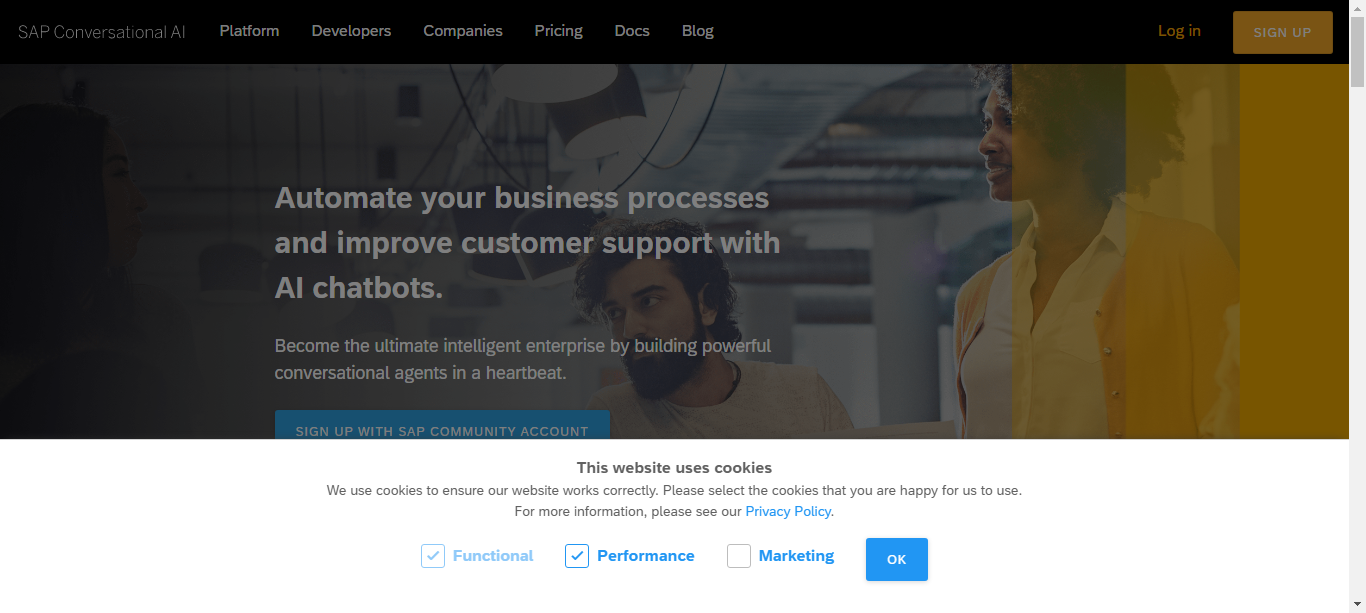 SAP Conversational AI Platform Developers Companies Pricing Docs Blog Log in SIGN UP
Automate your business processes
and improve customer support with
AI chatbots.
Become the ultimate intelligent enterprise by building powerful
conversational agents in a heartbeat.
SIGN UP WITH SAP COMMUNITY ACCOUNT
This website uses cookies
We use cookies to ensure our website works correctly. Please select the cookies that you are happy for us to use.
For more information, please see our Privacy Policy.
Functional Performance Marketing OK